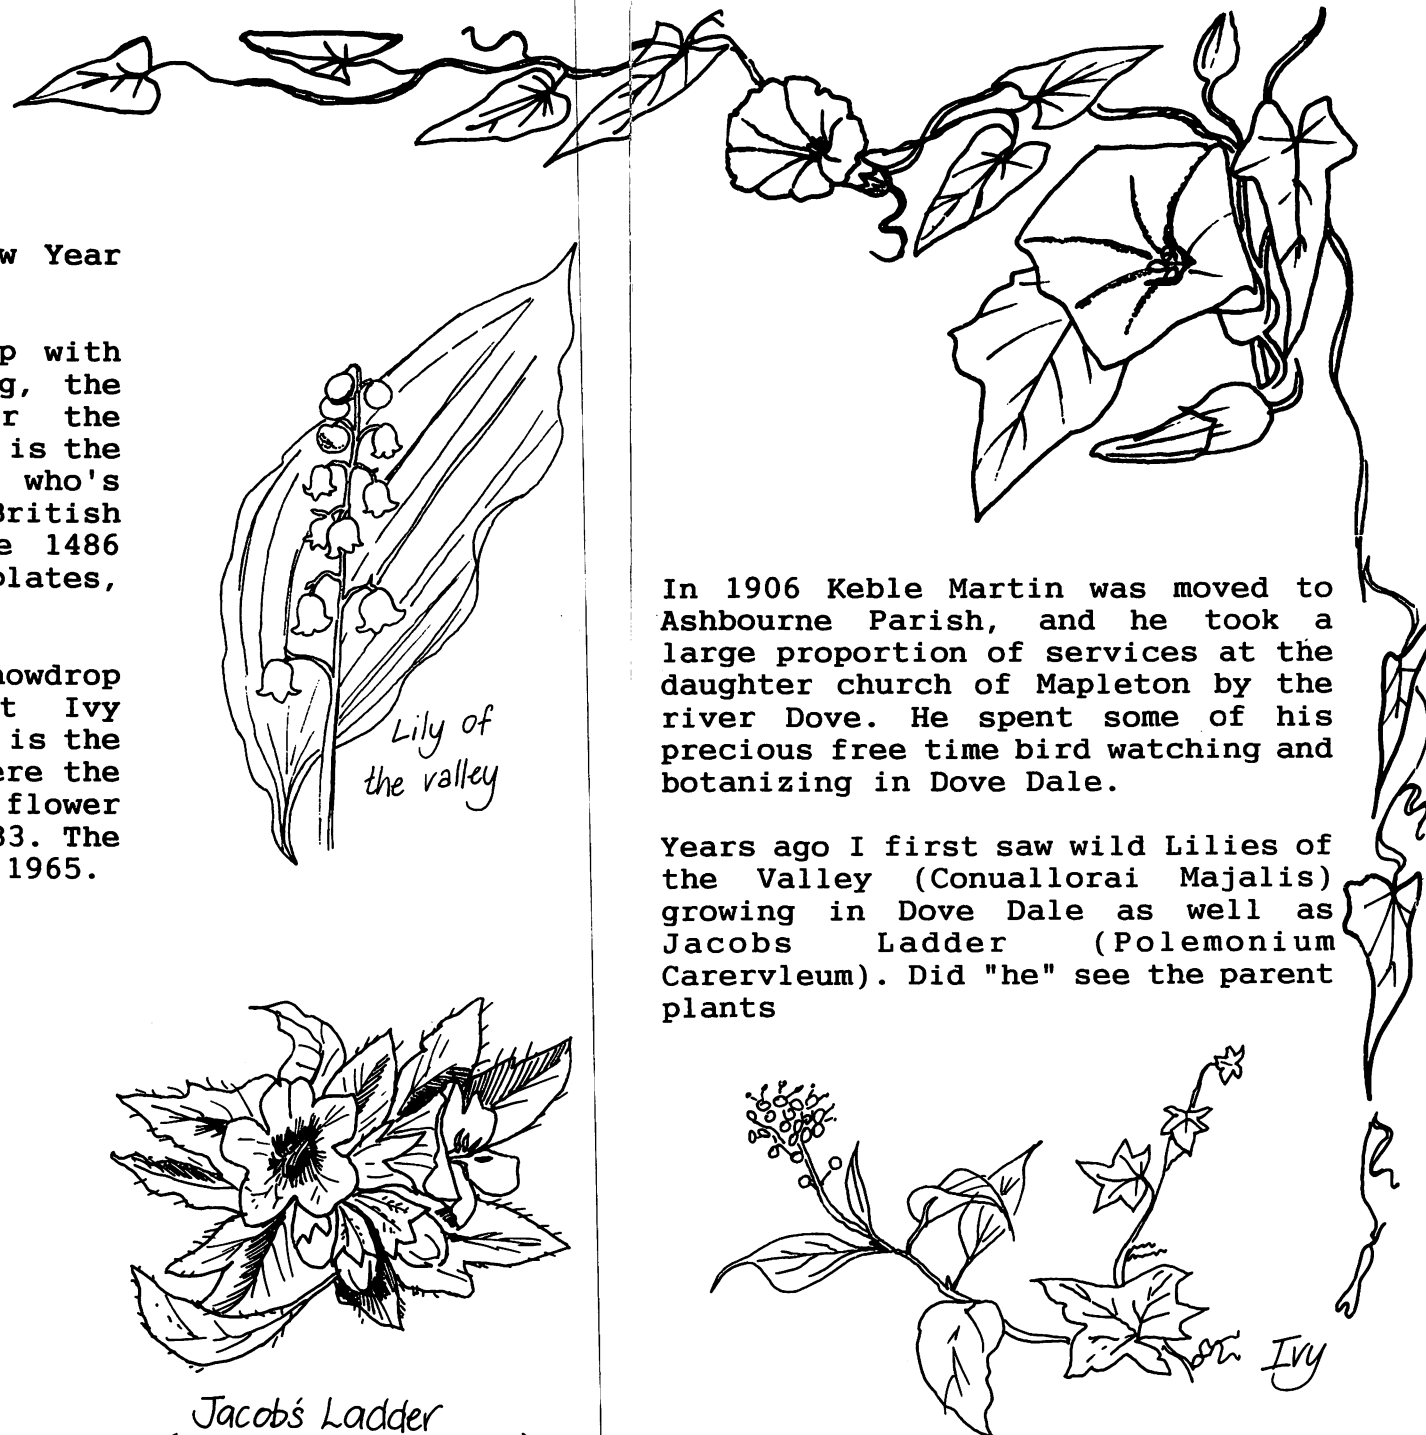 w Year
p with
g, the
r the
is the
who's
British
e 1486
plates,
nowdrop
t Ivy
is the
ere the
flower
83. The
1965.
Lily of
the valley
Jacob's Ladder
In 1906 Keble Martin was moved to
Ashbourne Parish, and he took a
large proportion of services at the
daughter church of Mapleton by the
river Dove. He spent some of his
precious free time bird watching and
botanizing in Dove Dale.
Years ago I first saw wild Lilies of
the Valley (Conuallorai Majalis)
growing in Dove Dale as well as
Jacobs Ladder (Polemonium
Carervleum). Did "he" see the parent
plants
Ivy